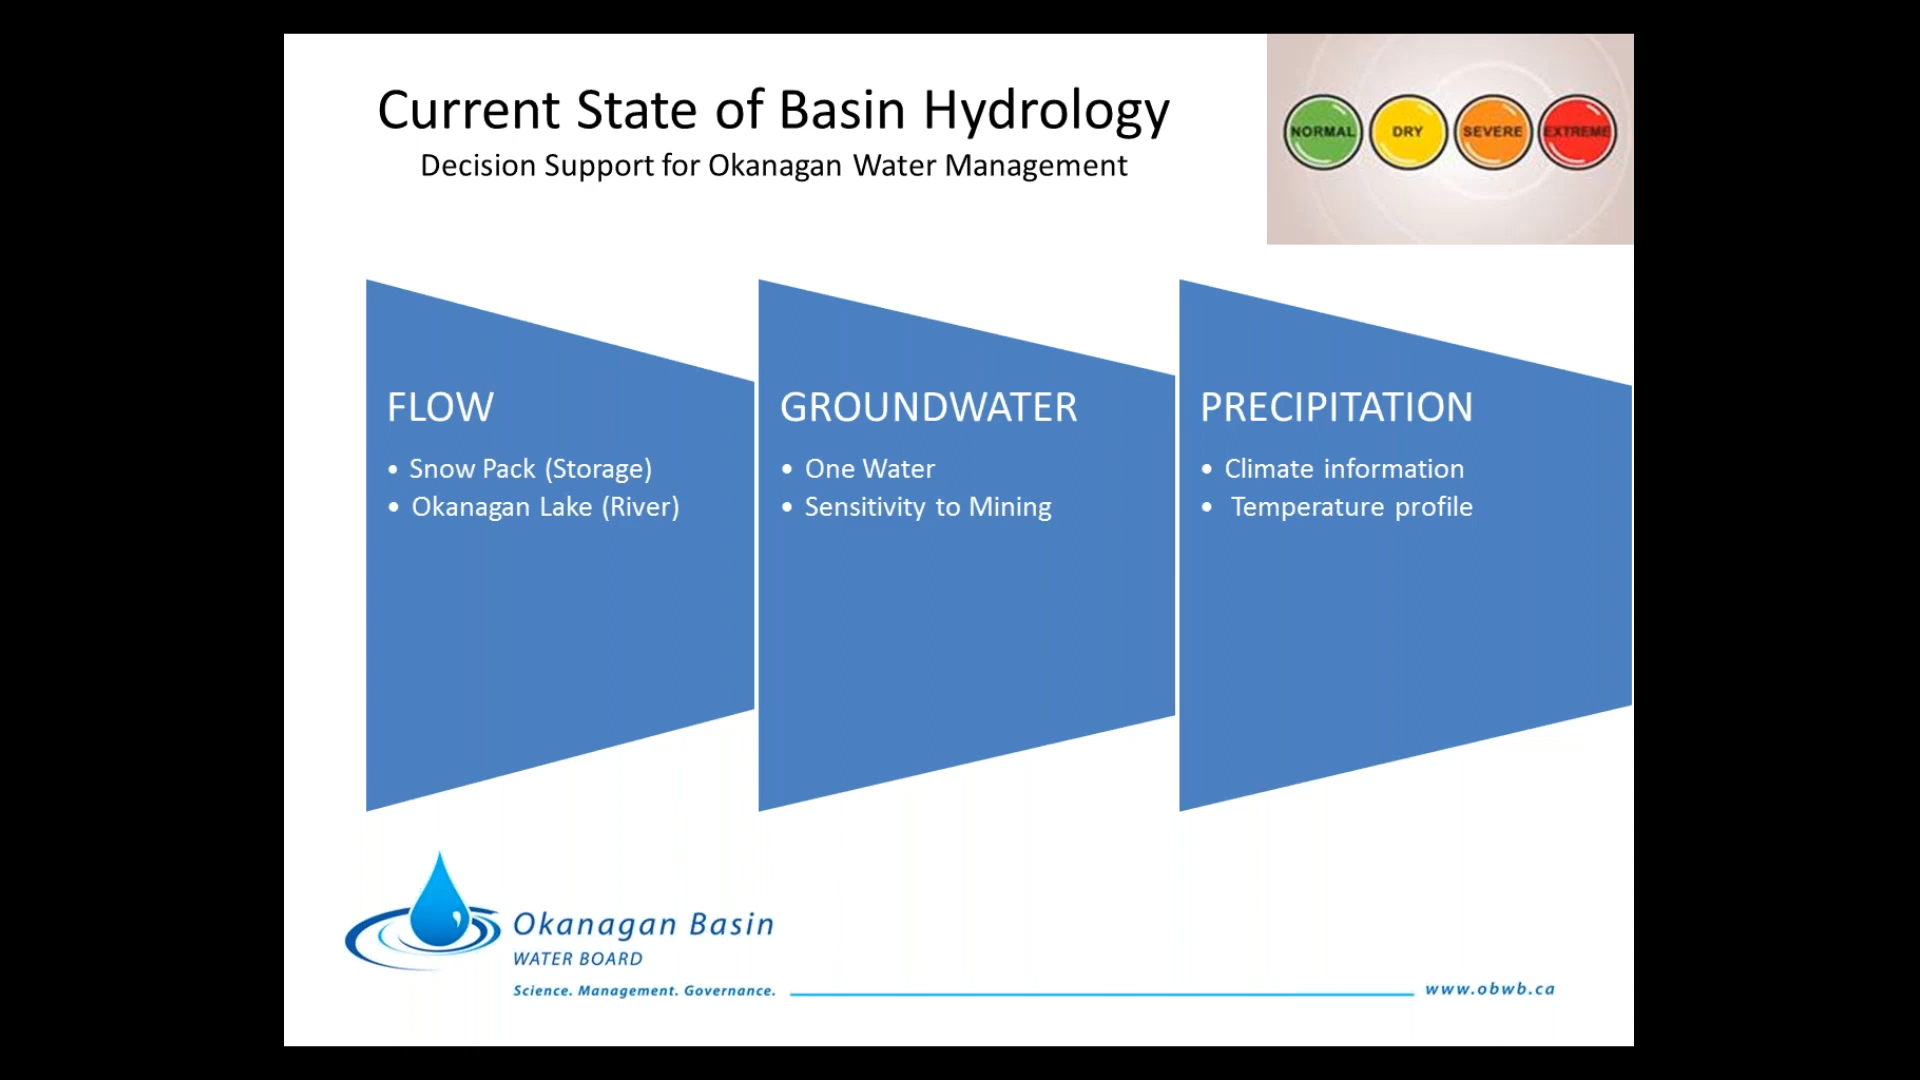 Current State of Basin Hydrology
Decision Support for Okanagan Water Management
NORMAL DRY SEVERE EXTREME
FLOW
• Snow Pack (Storage)
• Okanagan Lake (River)
GROUNDWATER
• One Water
• Sensitivity to Mining
PRECIPITATION
• Climate information
• Temperature profile
Okanagan Basin
WATER BOARD
Science. Management. Governance.
www.obwb.ca